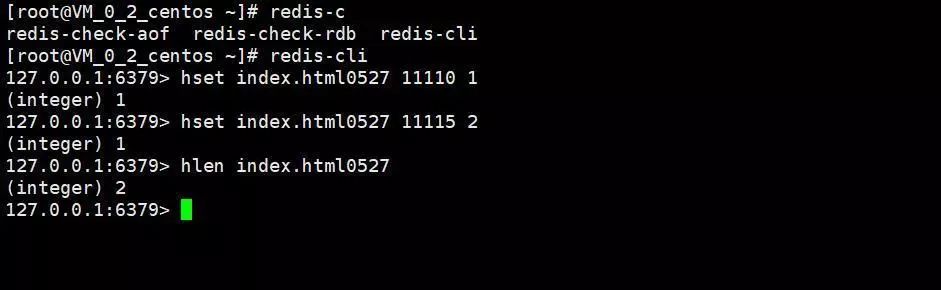 [root@VM_0_2_centos ~]# redis-c
redis-check-aof  redis-check-rdb  redis-cli
[root@VM_0_2_centos ~]# redis-cli
127.0.0.1:6379> hset index.html0527 11110 1
(integer) 1
127.0.0.1:6379> hset index.html0527 11115 2
(integer) 1
127.0.0.1:6379> hlen index.html0527
(integer) 2
127.0.0.1:6379>